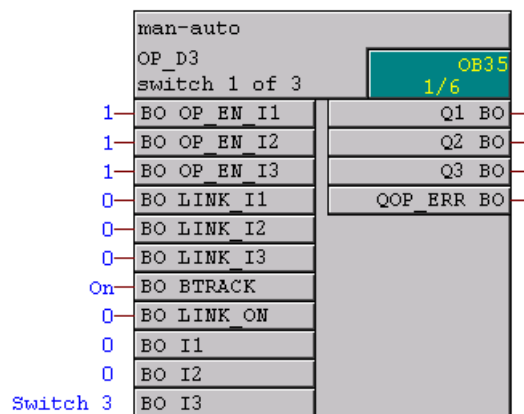 man-auto
OP_D3
switch 1 of 3
OB35
1/6
1 BO OP_EN_I1 Q1 BO
1 BO OP_EN_I2 Q2 BO
1 BO OP_EN_I3 Q3 BO
0 BO LINK_I1 QOP_ERR BO
0 BO LINK_I2
0 BO LINK_I3
On BO BTRACK
0 BO LINK_ON
0 BO I1
0 BO I2
Switch 3 BO I3